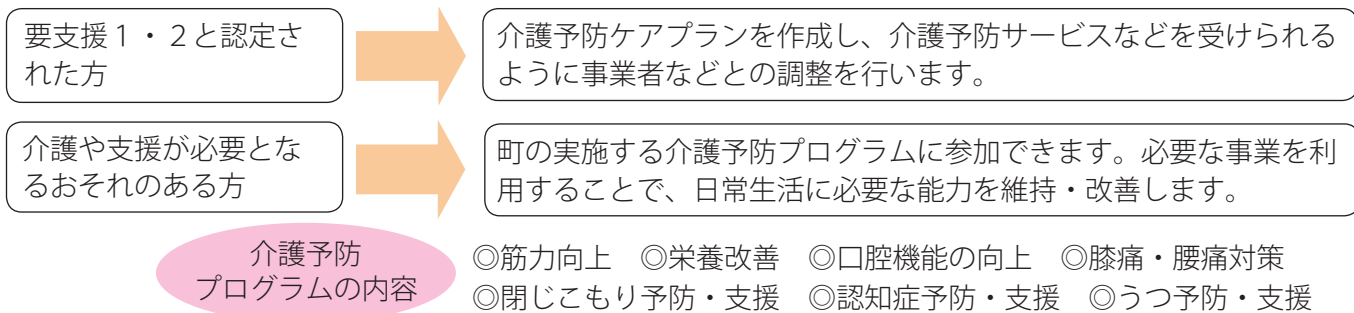 要支援１・２と認定さ
れた方
介護予防ケアプランを作成し、介護予防サービスなどを受けられる
ように事業者などとの調整を行います。
介護や支援が必要とな
るおそれのある方
町の実施する介護予防プログラムに参加できます。必要な事業を利
用することで、日常生活に必要な能力を維持・改善します。
介護予防
プログラムの内容
◎筋力向上　◎栄養改善　◎口腔機能の向上　◎膝痛・腰痛対策
◎閉じこもり予防・支援　◎認知症予防・支援　◎うつ予防・支援